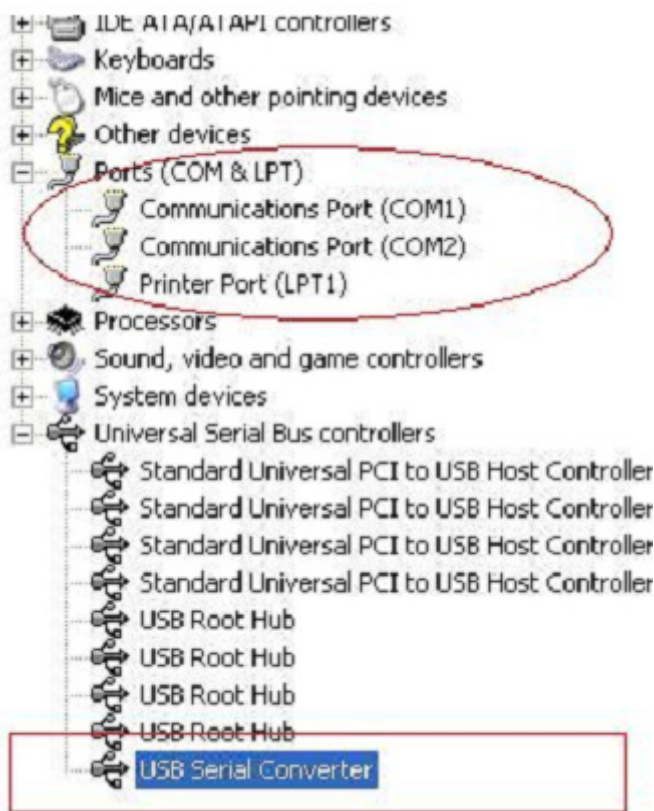 IDE ATA/ATAPI controllers
Keyboards
Mice and other pointing devices
Other devices
Ports (COM & LPT)
Communications Port (COM1)
Communications Port (COM2)
Printer Port (LPT1)
Processors
Sound, video and game controllers
System devices
Universal Serial Bus controllers
Standard Universal PCI to USB Host Controller
Standard Universal PCI to USB Host Controller
Standard Universal PCI to USB Host Controller
Standard Universal PCI to USB Host Controller
USB Root Hub
USB Root Hub
USB Root Hub
USB Root Hub
USB Serial Converter